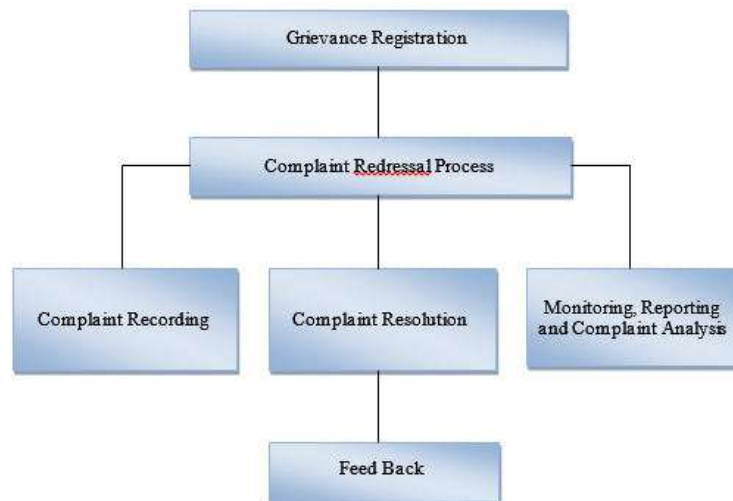 Grievance Registration
Complaint Redressal Process
Complaint Recording
Complaint Resolution
Monitoring, Reporting
and Complaint Analysis
Feed Back